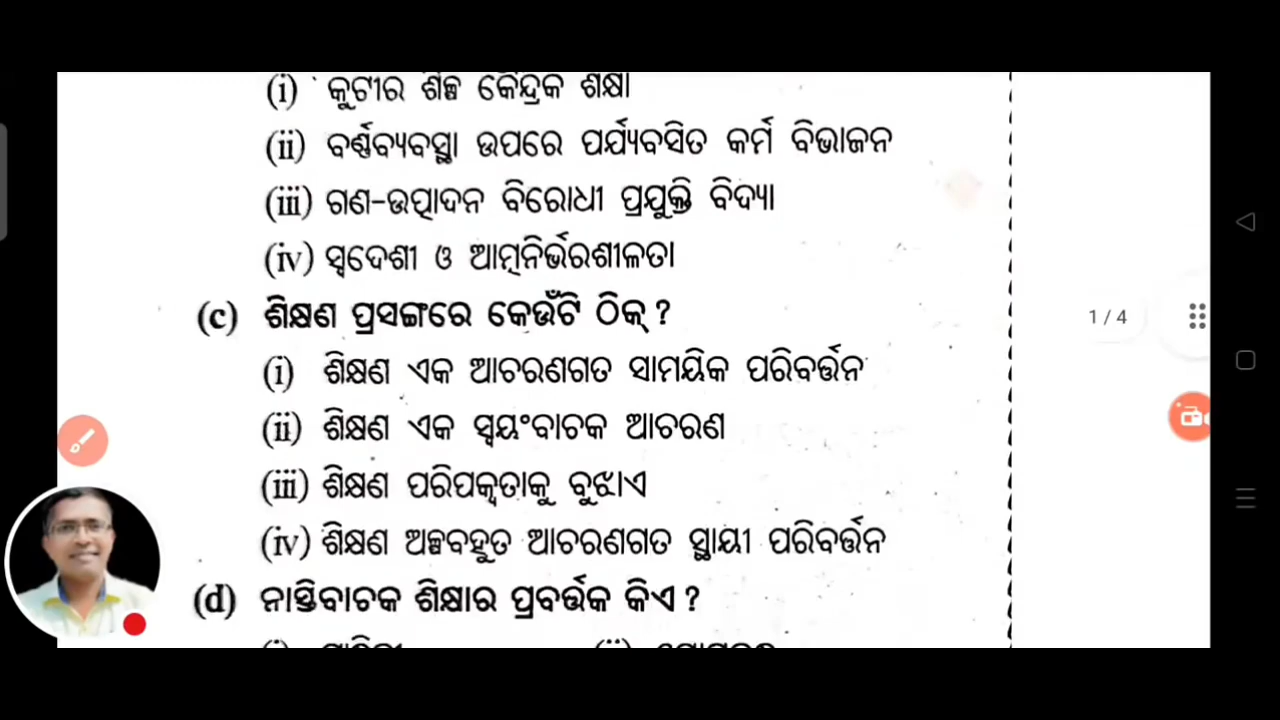 (i) କୁଟୀର ଶିଳ୍ପ କୈନ୍ଦ୍ରିକ ଶିକ୍ଷା
(ii) ବର୍ଣ୍ଣବ୍ୟବସ୍ଥା ଉପରେ ପର୍ଯ୍ୟବସିତ କର୍ମ ବିଭାଜନ
(iii) ଗଣ-ଉତ୍ପାଦନ ବିରୋଧୀ ପ୍ରଯୁକ୍ତି ବିଦ୍ୟା
(iv) ସ୍ୱଦେଶୀ ଓ ଆତ୍ମନିର୍ଭରଶୀଳତା
(c) ଶିକ୍ଷଣ ପ୍ରସଙ୍ଗରେ କେଉଁଟି ଠିକ୍ ?
1 / 4
(i) ଶିକ୍ଷଣ ଏକ ଆଚରଣଗତ ସାମୟିକ ପରିବର୍ତ୍ତନ
(ii) ଶିକ୍ଷଣ ଏକ ସ୍ୱୟଂବାଚକ ଆଚରଣ
(iii) ଶିକ୍ଷଣ ପରିପକ୍ୱତାକୁ ବୁଝାଏ
(iv) ଶିକ୍ଷଣ ଅଳ୍ପବହୁତ ଆଚରଣଗତ ସ୍ଥାୟୀ ପରିବର୍ତ୍ତନ
(d) ନାସ୍ତିବାଚକ ଶିକ୍ଷାର ପ୍ରବର୍ତ୍ତକ କିଏ ?